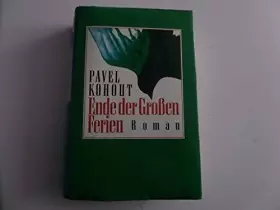 PAVEL
KOHOUT
Ende der Großen
Ferien Roman